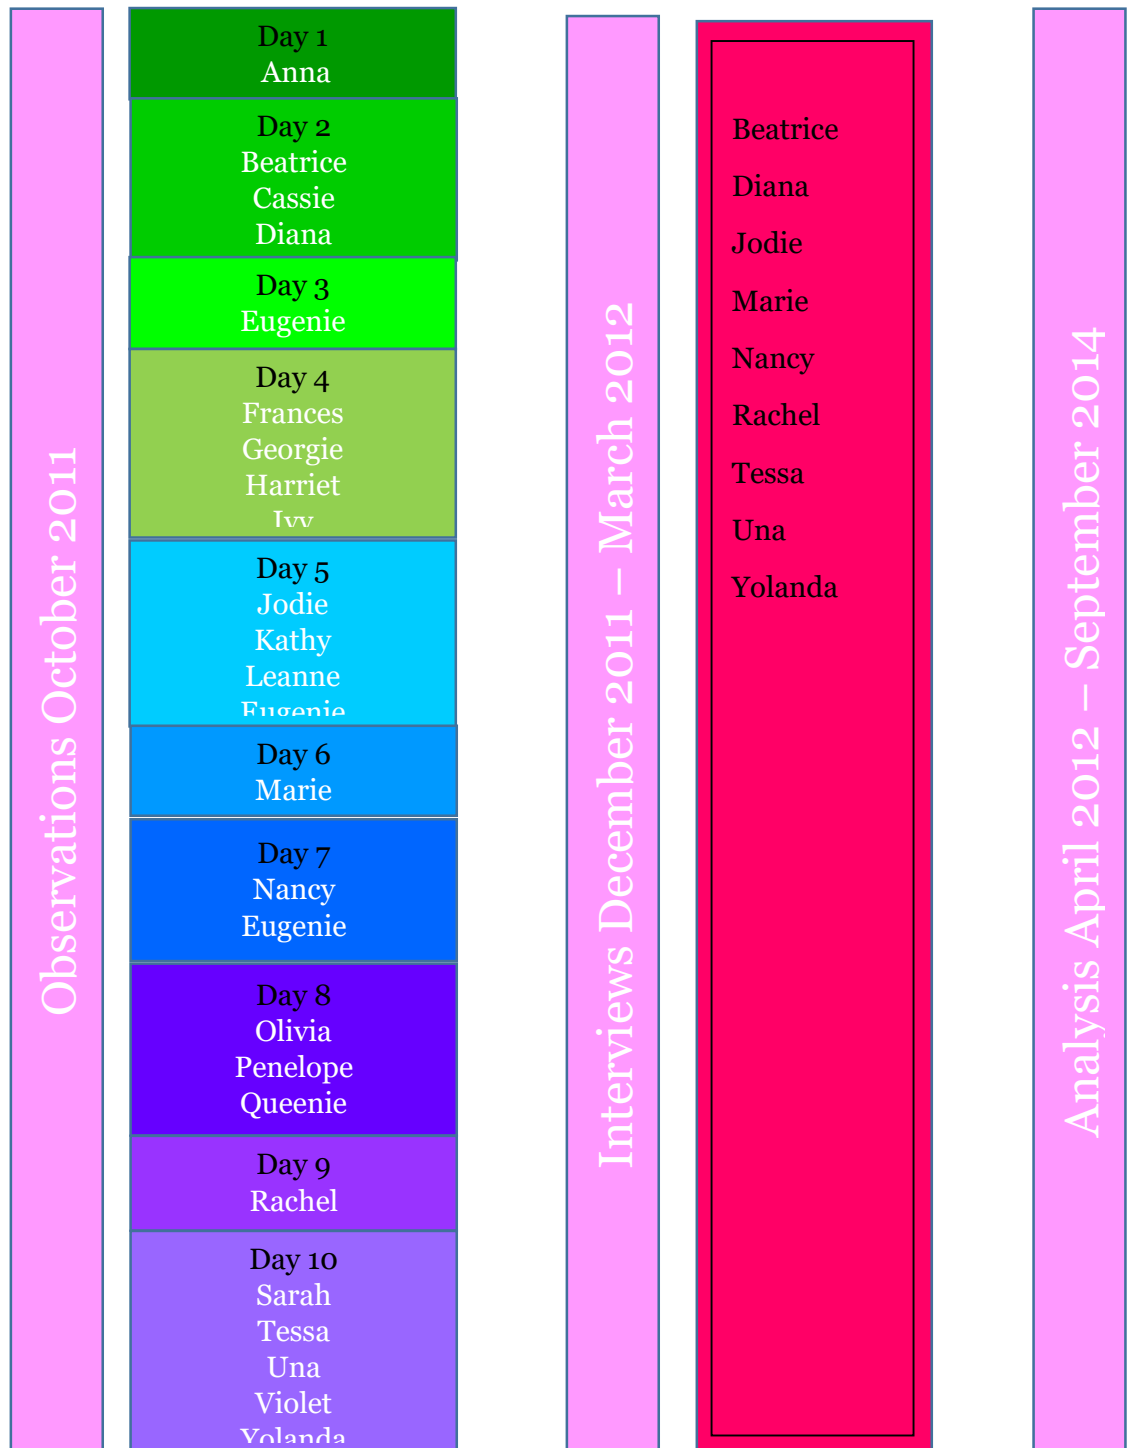 Observations October 2011
Day 1
Anna
Day 2
Beatrice
Cassie
Diana
Day 3
Eugenie
Day 4
Frances
Georgie
Harriet
Ivy
Day 5
Jodie
Kathy
Leanne
Eugenie
Day 6
Marie
Day 7
Nancy
Eugenie
Day 8
Olivia
Penelope
Queenie
Day 9
Rachel
Day 10
Sarah
Tessa
Una
Violet
Yolanda
Interviews December 2011 – March 2012
Beatrice
Diana
Jodie
Marie
Nancy
Rachel
Tessa
Una
Yolanda
Analysis April 2012 – September 2014